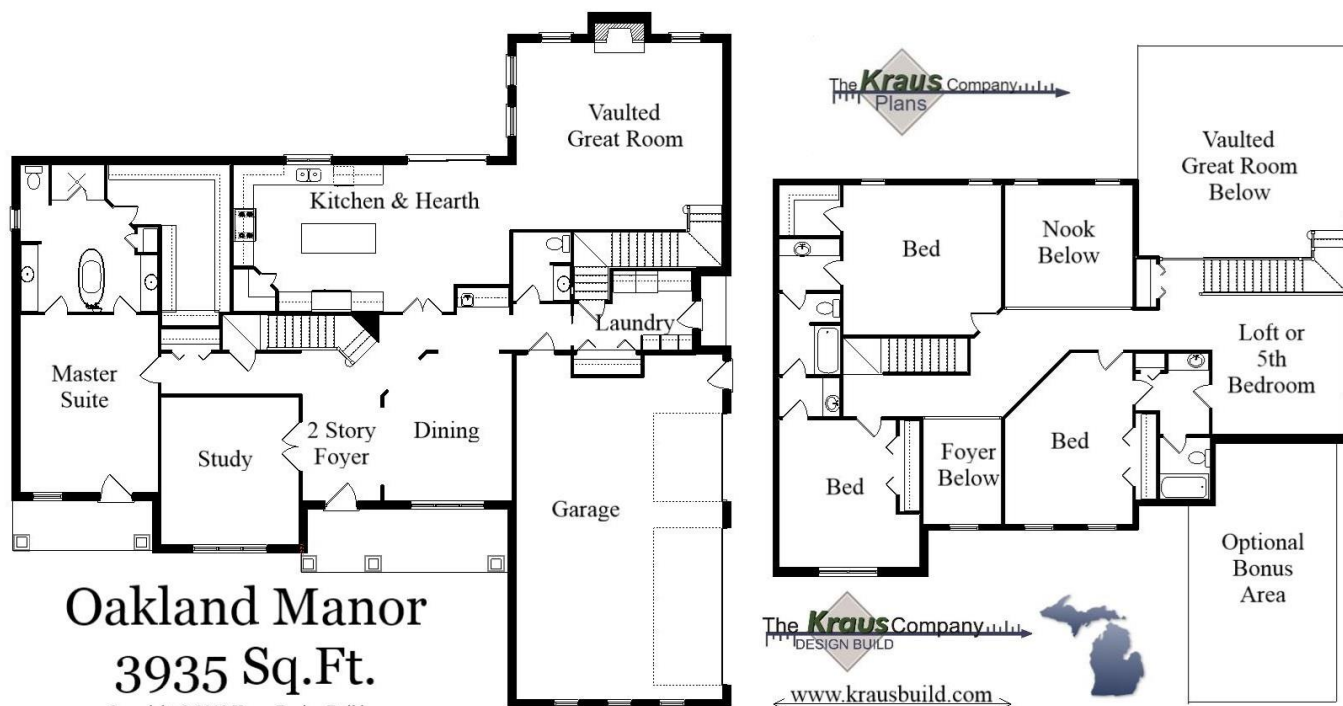 Vaulted
Great Room
Kitchen & Hearth
Laundry
Master
Suite
Study
2 Story
Foyer
Dining
Garage
Oakland Manor
3935 Sq.Ft.
The Kraus Company
Plans
Vaulted
Great Room
Below
Bed
Nook
Below
Loft or
5th
Bedroom
Bed
Foyer
Below
Bed
Optional
Bonus
Area
The Kraus Company
DESIGN BUILD
www.krausbuild.com